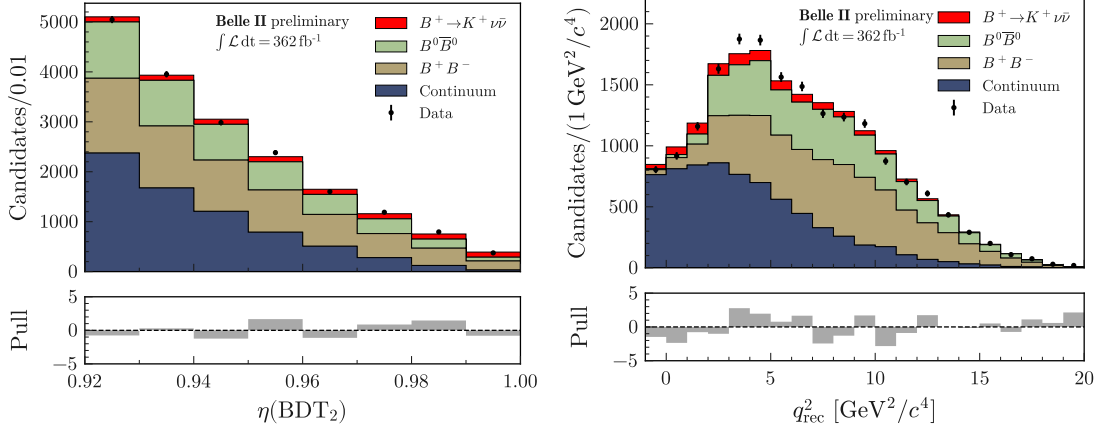 Belle II preliminary
∫ℒdt = 362 fb⁻¹
B⁺→K⁺νν̄
B⁰B̄⁰
B⁺B⁻
Continuum
Data
Candidates/0.01
5000
4000
3000
2000
1000
0
Pull
5
0
−5
0.92
0.94
0.96
0.98
1.00
η(BDT₂)
Belle II preliminary
∫ℒdt = 362 fb⁻¹
B⁺→K⁺νν̄
B⁰B̄⁰
B⁺B⁻
Continuum
Data
Candidates/(1 GeV²/c⁴)
2000
1500
1000
500
0
Pull
5
0
−5
0
5
10
15
20
q²rec [GeV²/c⁴]